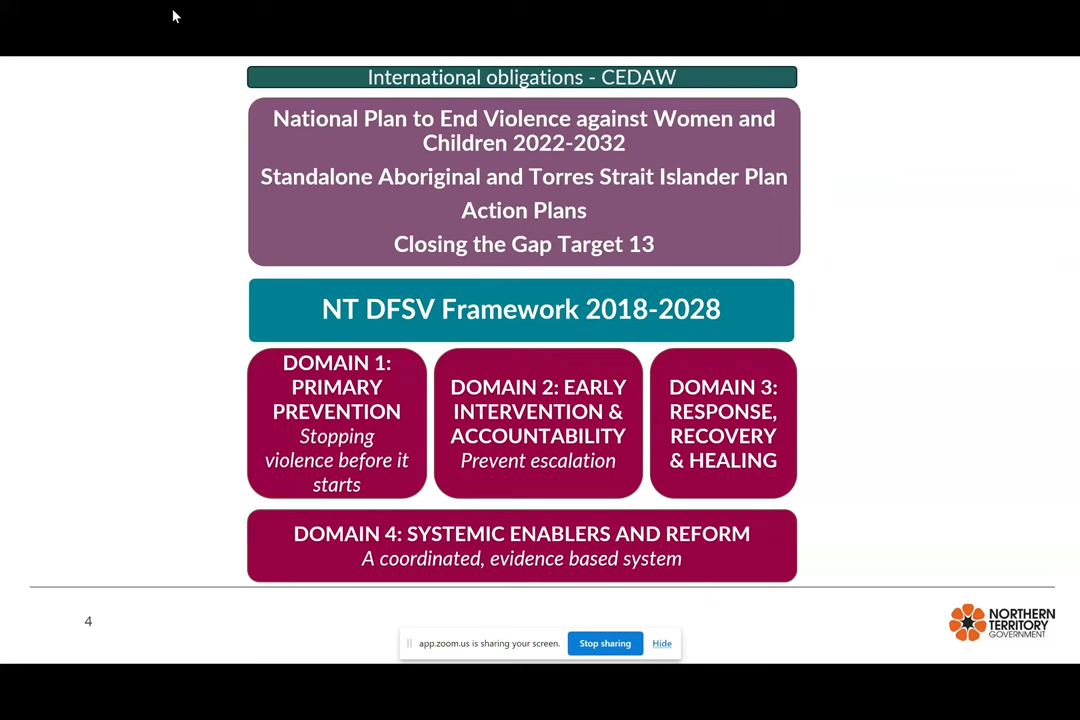 International obligations - CEDAW
National Plan to End Violence against Women and
Children 2022-2032
Standalone Aboriginal and Torres Strait Islander Plan
Action Plans
Closing the Gap Target 13
NT DFSV Framework 2018-2028
DOMAIN 1:
PRIMARY
PREVENTION
Stopping
violence before it
starts
DOMAIN 2: EARLY
INTERVENTION &
ACCOUNTABILITY
Prevent escalation
DOMAIN 3:
RESPONSE,
RECOVERY
& HEALING
DOMAIN 4: SYSTEMIC ENABLERS AND REFORM
A coordinated, evidence based system
4
NORTHERN
TERRITORY
GOVERNMENT
app.zoom.us is sharing your screen.
Stop sharing
Hide